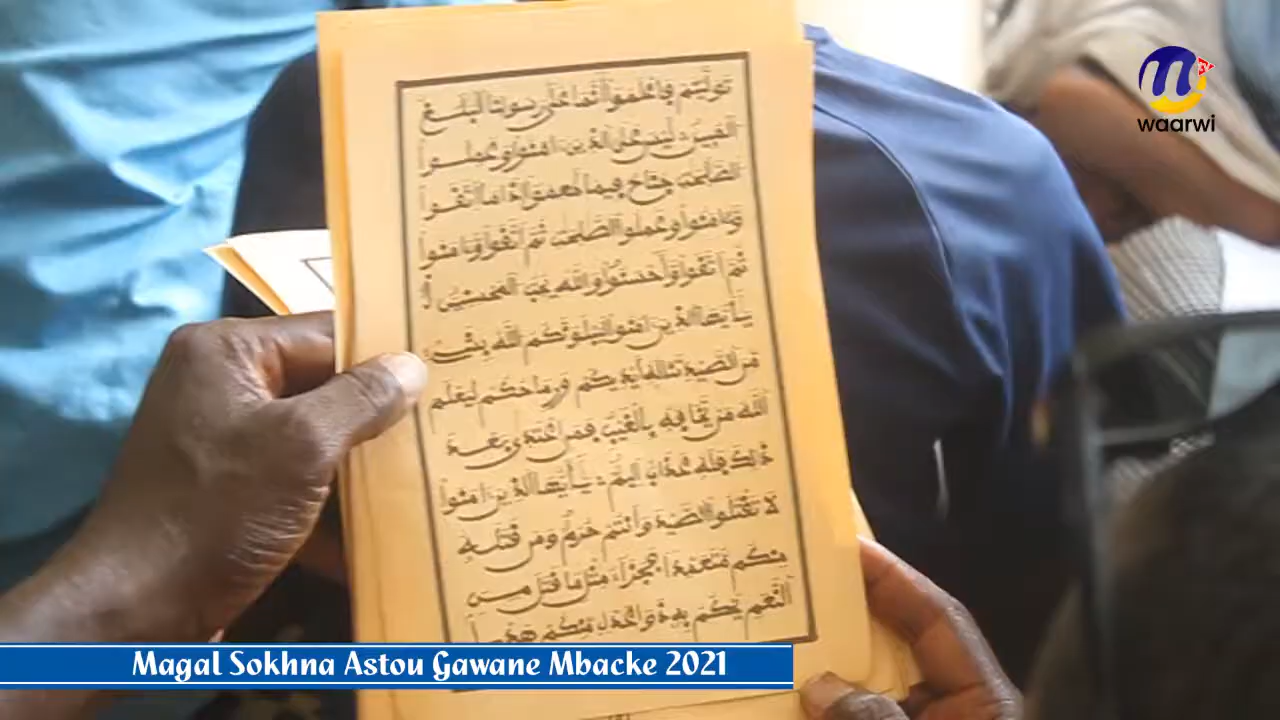 توليتم فاعلموا أنما على رسولنا البلغ
المبين ليس على الذين ءامنوا وعملوا
الصلحت جناح فيما طعموا إذا ما اتقوا
وءامنوا وعملوا الصلحت ثم اتقوا وءامنوا
ثم اتقوا وأحسنوا والله يحب المحسنين
يأيها الذين ءامنوا ليبلونكم الله بشيء
من الصيد تناله أيديكم ورماحكم ليعلم
الله من يخافه بالغيب فمن اعتدى بعد
ذلك فله عذاب أليم يأيها الذين ءامنوا
لا تقتلوا الصيد وأنتم حرم ومن قتله
منكم متعمدا فجزاء مثل ما قتل من
النعم يحكم به ذوا عدل منكم هديا
waarwi
Magal Sokhna Astou Gawane Mbacke 2021